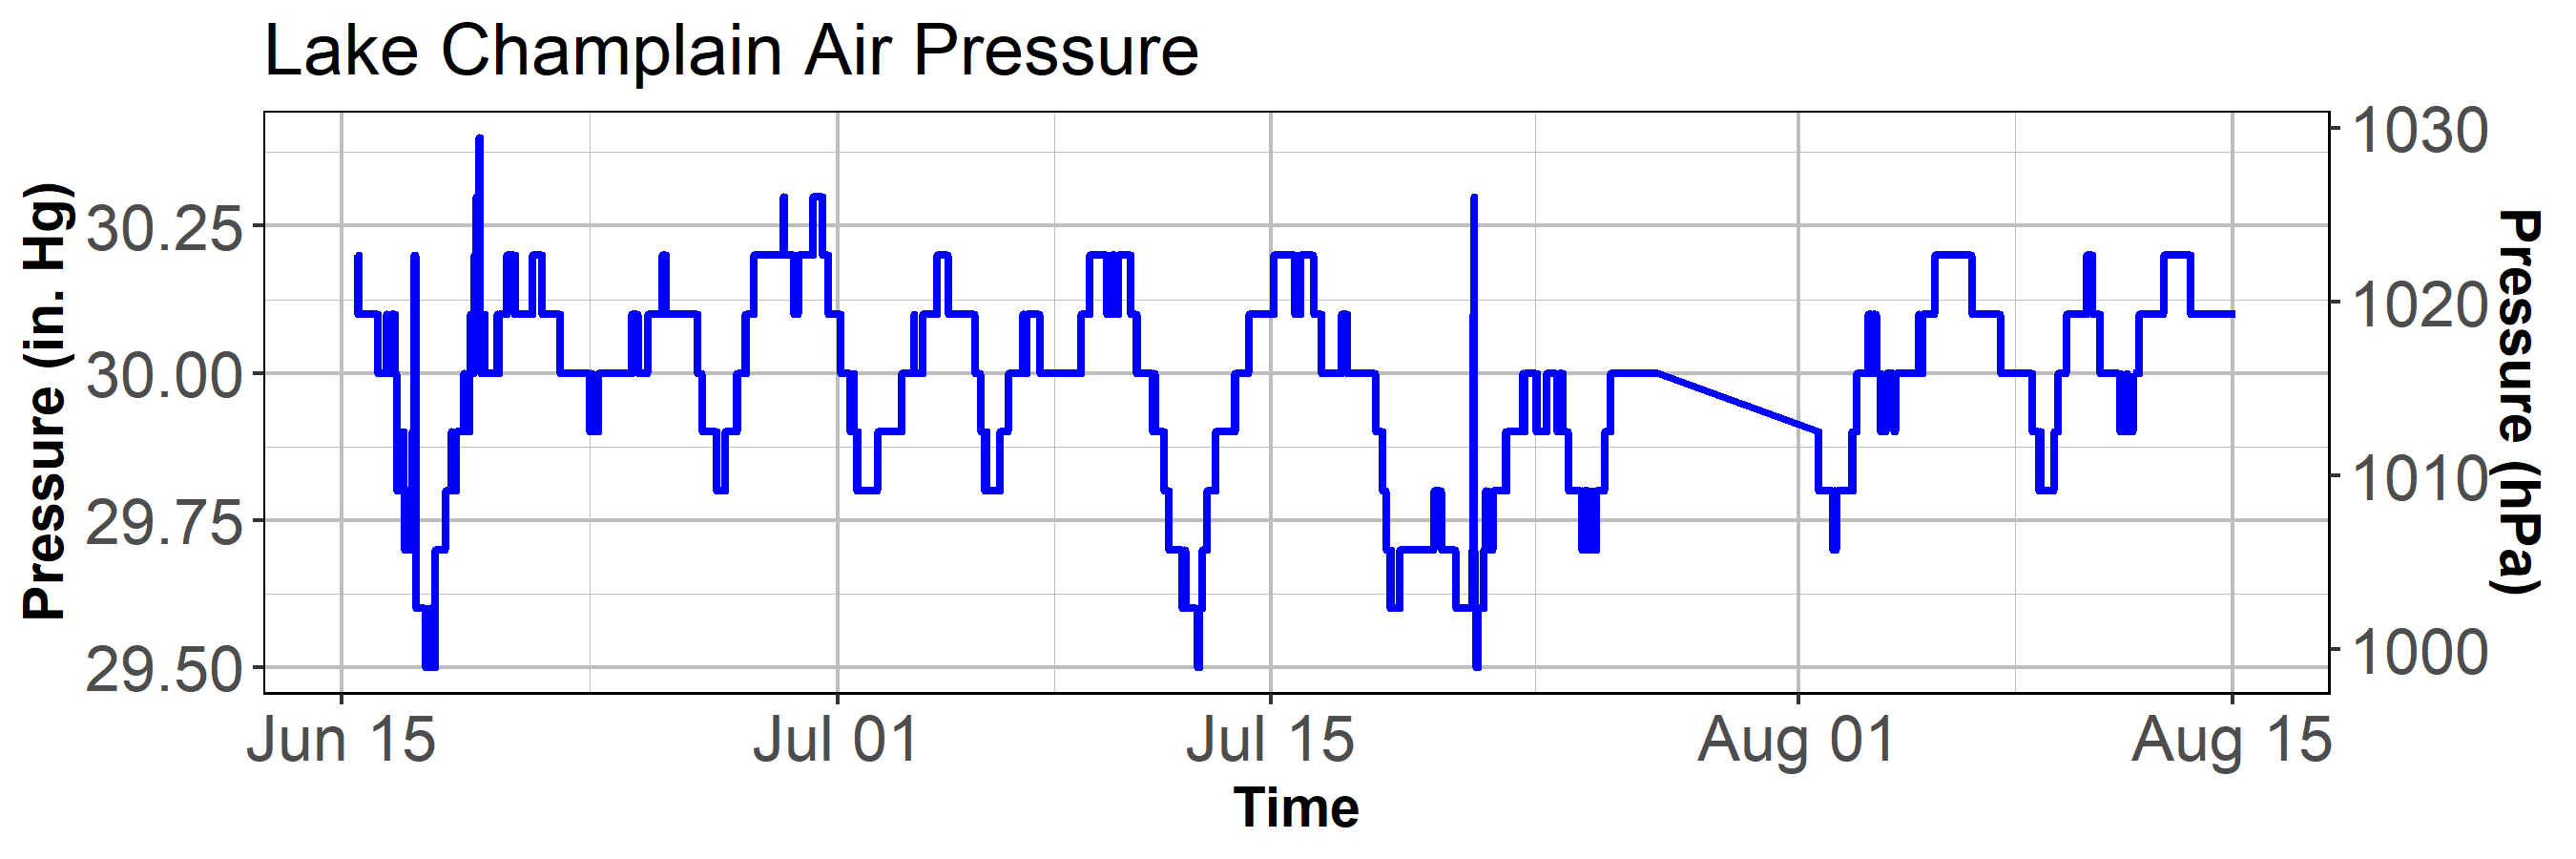 Lake Champlain Air Pressure
Pressure (in. Hg)
30.25
30.00
29.75
29.50
1030
1020
1010
1000
Pressure (hPa)
Jun 15 Jul 01 Jul 15 Aug 01 Aug 15
Time